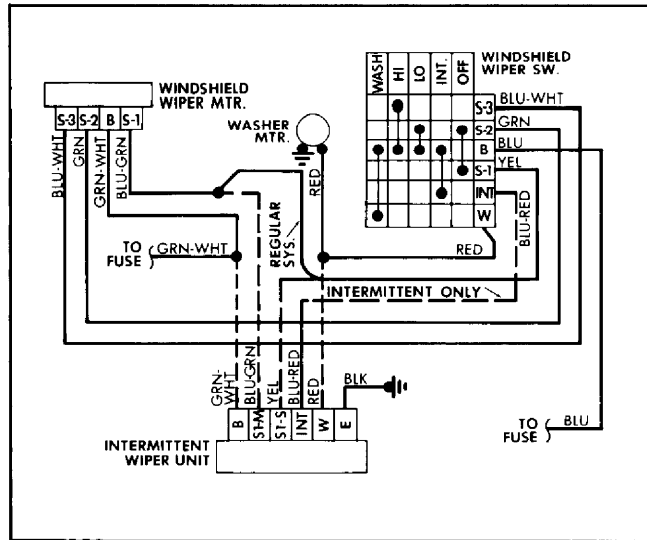 WINDSHIELD
WIPER MTR.
S-3 S-2 B S-1
BLU-WHT
GRN
GRN-WHT
BLU-GRN
WASHER
MTR.
RED
WASH HI LO INT. OFF
WINDSHIELD
WIPER SW.
S-3 BLU-WHT
S-2 GRN
B BLU
S-1 YEL
INT
W
BLU-RED
RED
TO
FUSE
GRN-WHT
REGULAR
SYS.
INTERMITTENT ONLY
GRN-
WHT
BLU-GRN
YEL
BLU-RED
RED
BLK
B S1-M S1-S INT W E
INTERMITTENT
WIPER UNIT
TO
FUSE
BLU